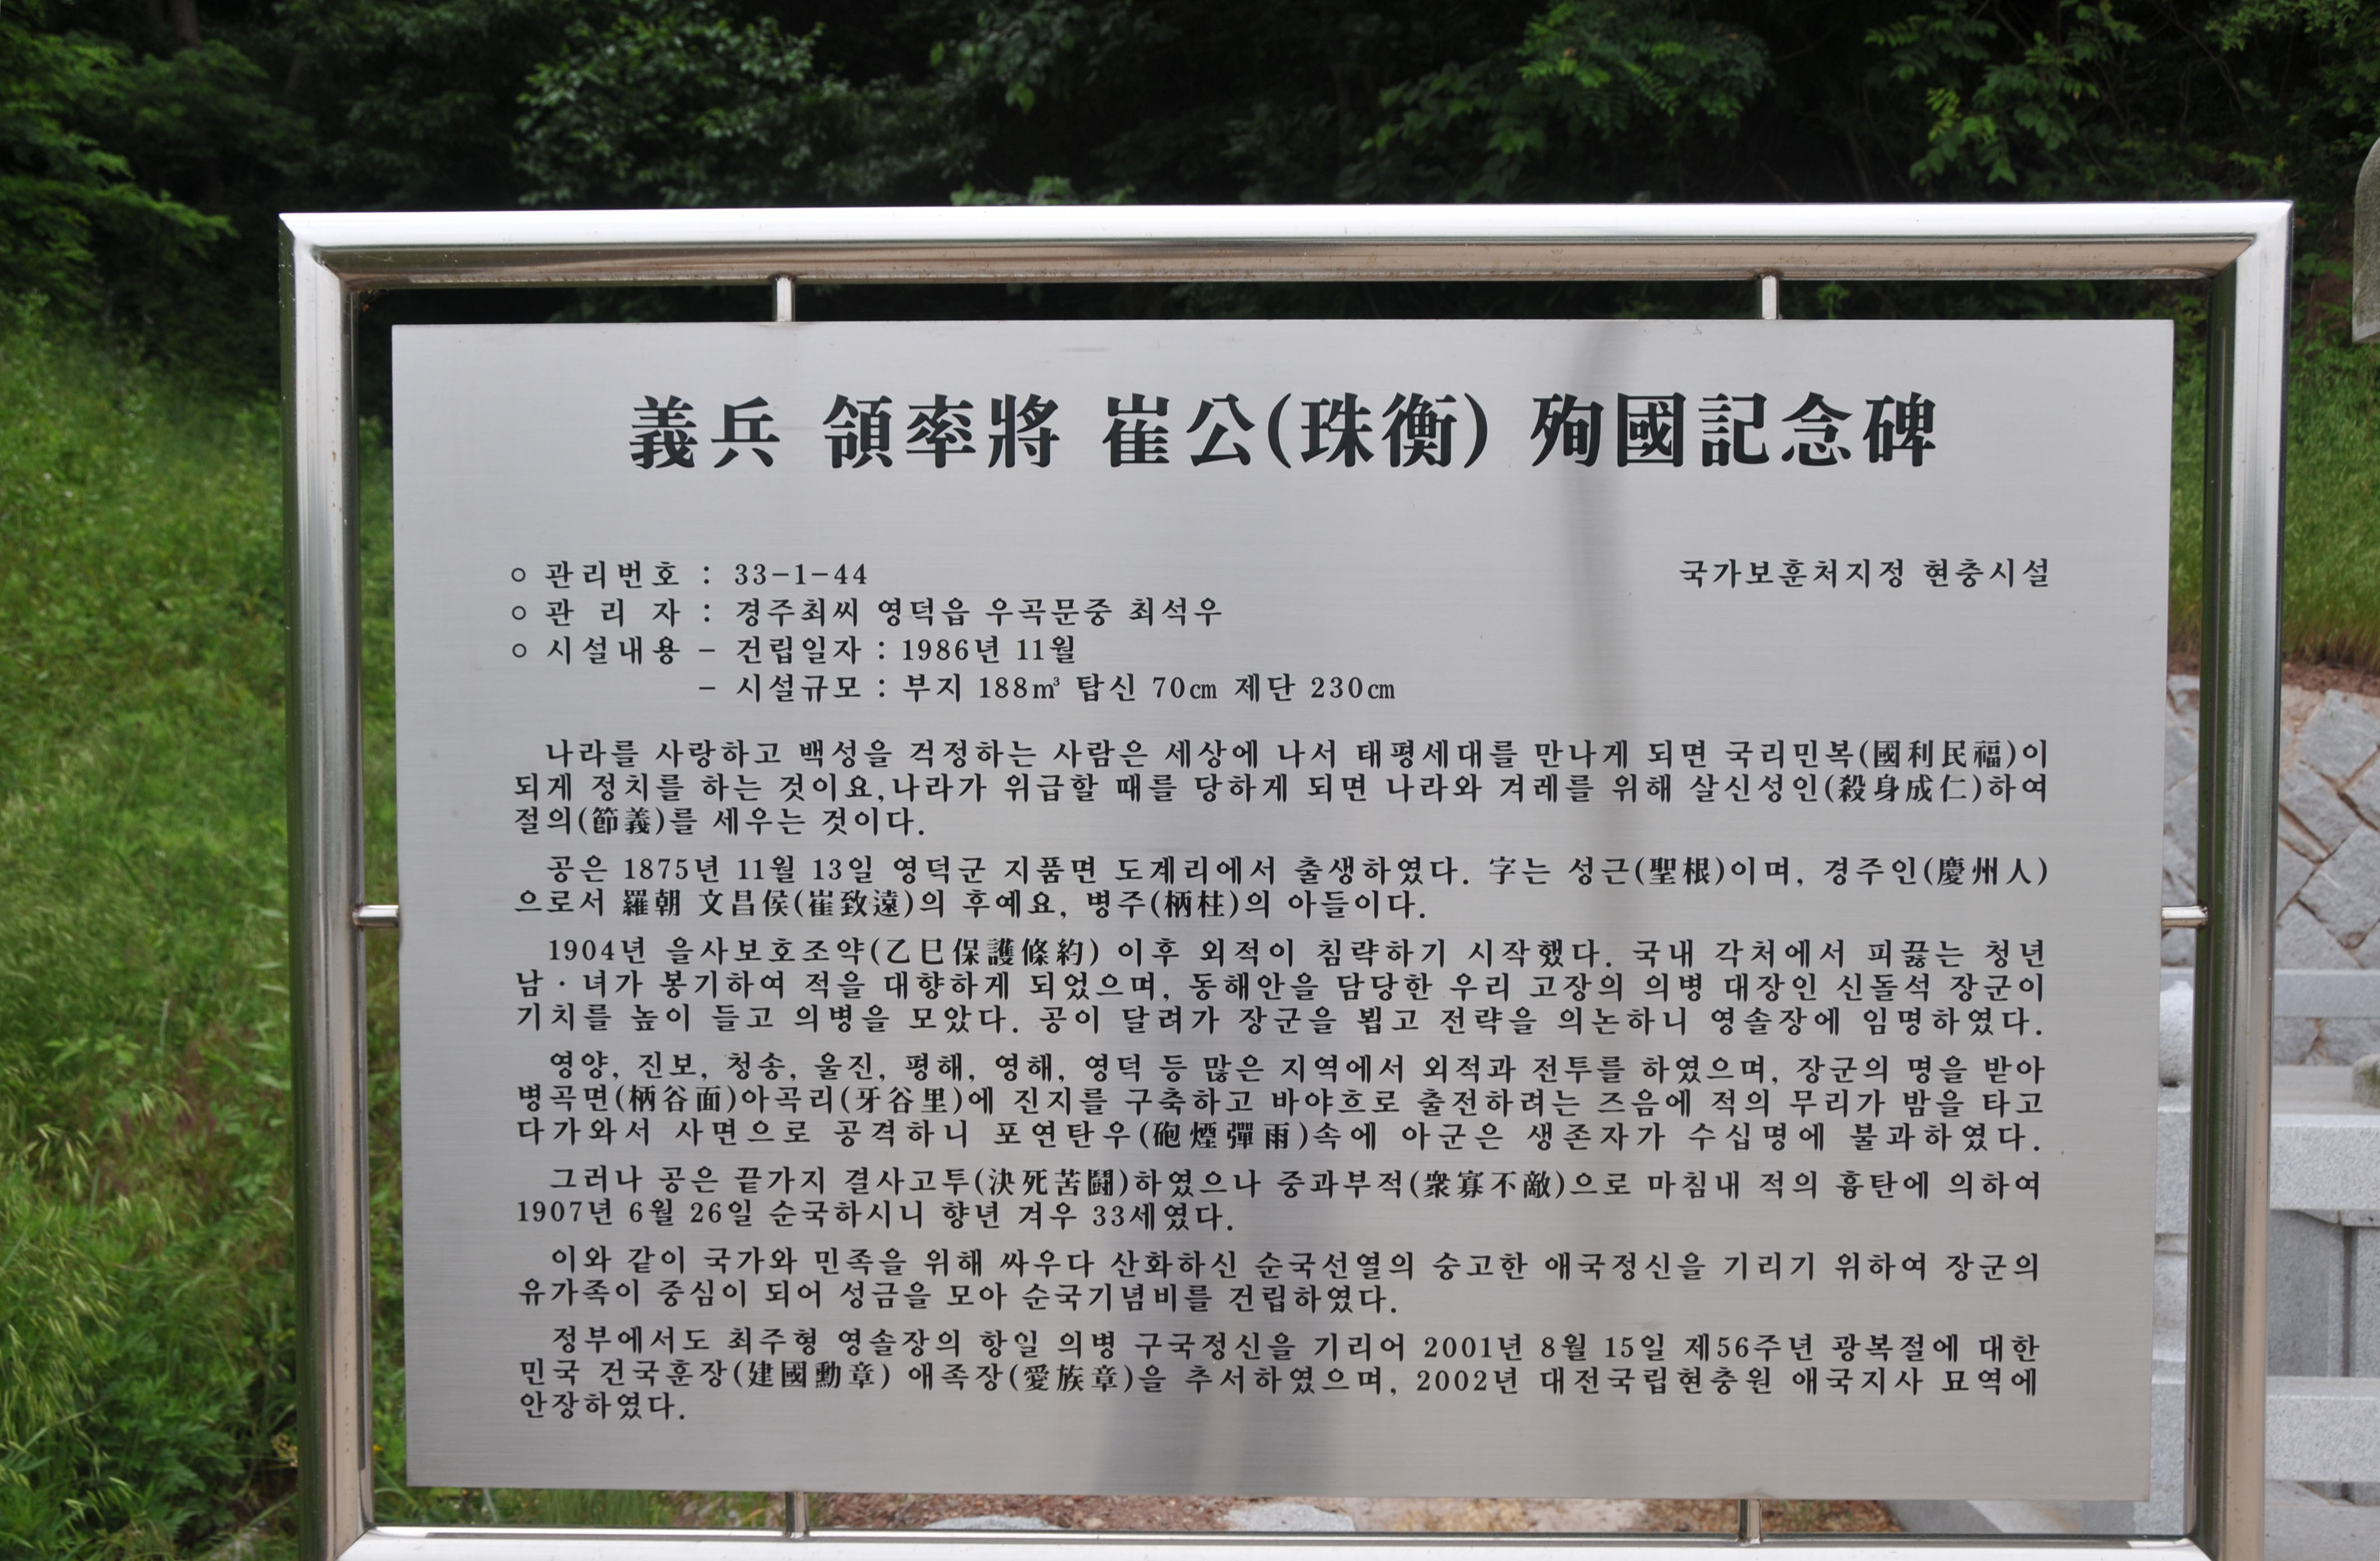 義兵 領率將 崔公(珠衡) 殉國記念碑
○ 관리번호 : 33-1-44
국가보훈처지정 현충시설
○ 관 리 자 : 경주최씨 영덕읍 우곡문중 최석우
○ 시설내용 - 건립일자 : 1986년 11월
- 시설규모 : 부지 188㎥ 탑신 70㎝ 제단 230㎝
나라를 사랑하고 백성을 걱정하는 사람은 세상에 나서 태평세대를 만나게 되면 국리민복(國利民福)이
되게 정치를 하는 것이요,나라가 위급할 때를 당하게 되면 나라와 겨레를 위해 살신성인(殺身成仁)하여
절의(節義)를 세우는 것이다.
공은 1875년 11월 13일 영덕군 지품면 도계리에서 출생하였다. 字는 성근(聖根)이며, 경주인(慶州人)
으로서 羅朝 文昌侯(崔致遠)의 후예요, 병주(柄柱)의 아들이다.
1904년 을사보호조약(乙巳保護條約) 이후 외적이 침략하기 시작했다. 국내 각처에서 피끓는 청년
남·녀가 봉기하여 적을 대향하게 되었으며, 동해안을 담당한 우리 고장의 의병 대장인 신돌석 장군이
기치를 높이 들고 의병을 모았다. 공이 달려가 장군을 뵙고 전략을 의논하니 영솔장에 임명하였다.
영양, 진보, 청송, 울진, 평해, 영해, 영덕 등 많은 지역에서 외적과 전투를 하였으며, 장군의 명을 받아
병곡면(柄谷面)아곡리(牙谷里)에 진지를 구축하고 바야흐로 출전하려는 즈음에 적의 무리가 밤을 타고
다가와서 사면으로 공격하니 포연탄우(砲煙彈雨)속에 아군은 생존자가 수십명에 불과하였다.
그러나 공은 끝가지 결사고투(決死苦鬪)하였으나 중과부적(衆寡不敵)으로 마침내 적의 흉탄에 의하여
1907년 6월 26일 순국하시니 향년 겨우 33세였다.
이와 같이 국가와 민족을 위해 싸우다 산화하신 순국선열의 숭고한 애국정신을 기리기 위하여 장군의
유가족이 중심이 되어 성금을 모아 순국기념비를 건립하였다.
정부에서도 최주형 영솔장의 항일 의병 구국정신을 기리어 2001년 8월 15일 제56주년 광복절에 대한
민국 건국훈장(建國勳章) 애족장(愛族章)을 추서하였으며, 2002년 대전국립현충원 애국지사 묘역에
안장하였다.